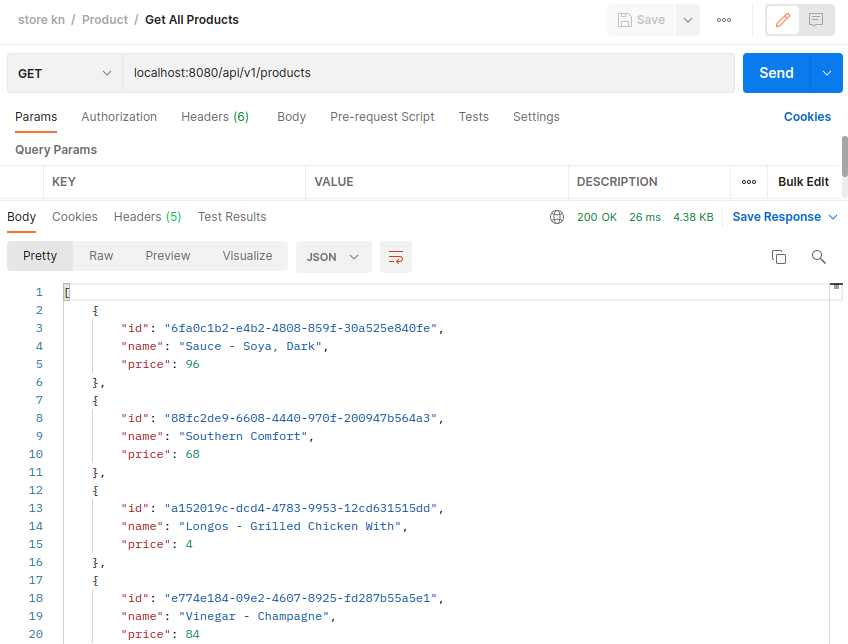 store kn / Product / Get All Products
Save
GET localhost:8080/api/v1/products Send
Params Authorization Headers (6) Body Pre-request Script Tests Settings Cookies
Query Params
KEY VALUE DESCRIPTION Bulk Edit
Body Cookies Headers (5) Test Results 200 OK 26 ms 4.38 KB Save Response
Pretty Raw Preview Visualize JSON
1 [
2 {
3 "id": "6fa0c1b2-e4b2-4808-859f-30a525e840fe",
4 "name": "Sauce - Soya, Dark",
5 "price": 96
6 },
7 {
8 "id": "88fc2de9-6608-4440-970f-200947b564a3",
9 "name": "Southern Comfort",
10 "price": 68
11 },
12 {
13 "id": "a152019c-dcd4-4783-9953-12cd631515dd",
14 "name": "Longos - Grilled Chicken With",
15 "price": 4
16 },
17 {
18 "id": "e774e184-09e2-4607-8925-fd287b55a5e1",
19 "name": "Vinegar - Champagne",
20 "price": 84